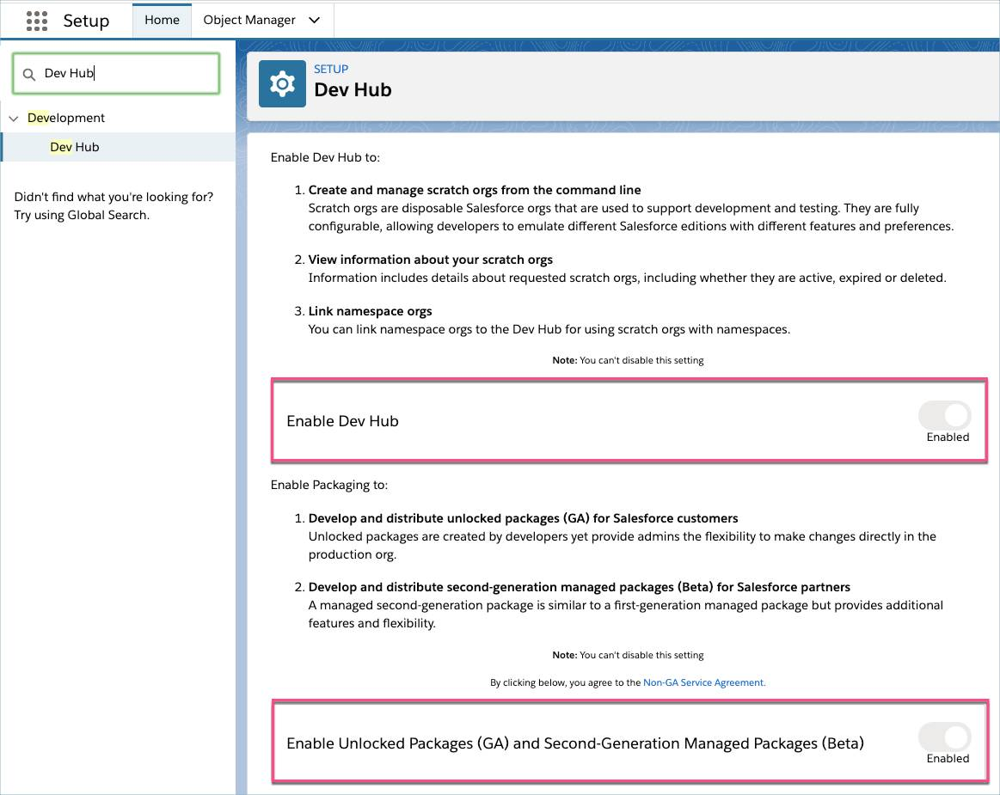 Setup
Home
Object Manager
Dev Hub
Development
Dev Hub
Didn't find what you're looking for?
Try using Global Search.
SETUP
Dev Hub
Enable Dev Hub to:
1. Create and manage scratch orgs from the command line
Scratch orgs are disposable Salesforce orgs that are used to support development and testing. They are fully
configurable, allowing developers to emulate different Salesforce editions with different features and preferences.
2. View information about your scratch orgs
Information includes details about requested scratch orgs, including whether they are active, expired or deleted.
3. Link namespace orgs
You can link namespace orgs to the Dev Hub for using scratch orgs with namespaces.
Note: You can't disable this setting
Enable Dev Hub
Enabled
Enable Packaging to:
1. Develop and distribute unlocked packages (GA) for Salesforce customers
Unlocked packages are created by developers yet provide admins the flexibility to make changes directly in the
production org.
2. Develop and distribute second-generation managed packages (Beta) for Salesforce partners
A managed second-generation package is similar to a first-generation managed package but provides additional
features and flexibility.
Note: You can't disable this setting
By clicking below, you agree to the Non-GA Service Agreement.
Enable Unlocked Packages (GA) and Second-Generation Managed Packages (Beta)
Enabled